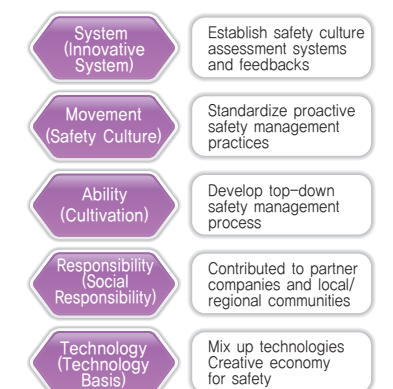 System
(Innovative
System)
Establish safety culture
assessment systems
and feedbacks
Movement
(Safety Culture)
Standardize proactive
safety management
practices
Ability
(Cultivation)
Develop top-down
safety management
process
Responsibility
(Social
Responsibility)
Contributed to partner
companies and local/
regional communities
Technology
(Technology
Basis)
Mix up technologies
Creative economy
for safety